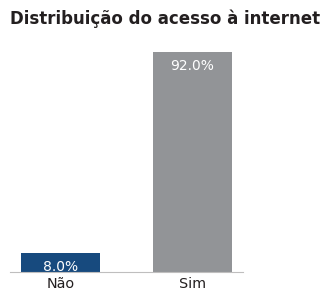 Distribuição do acesso à internet
92.0%
8.0%
Não
Sim